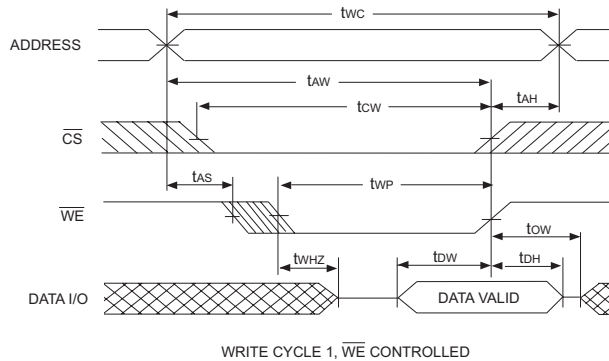 tWC
ADDRESS
tAW
tCW
tAH
CS
tAS
tWP
WE
tOW
tWHZ
tDW
tDH
DATA I/O
DATA VALID
WRITE CYCLE 1, WE CONTROLLED